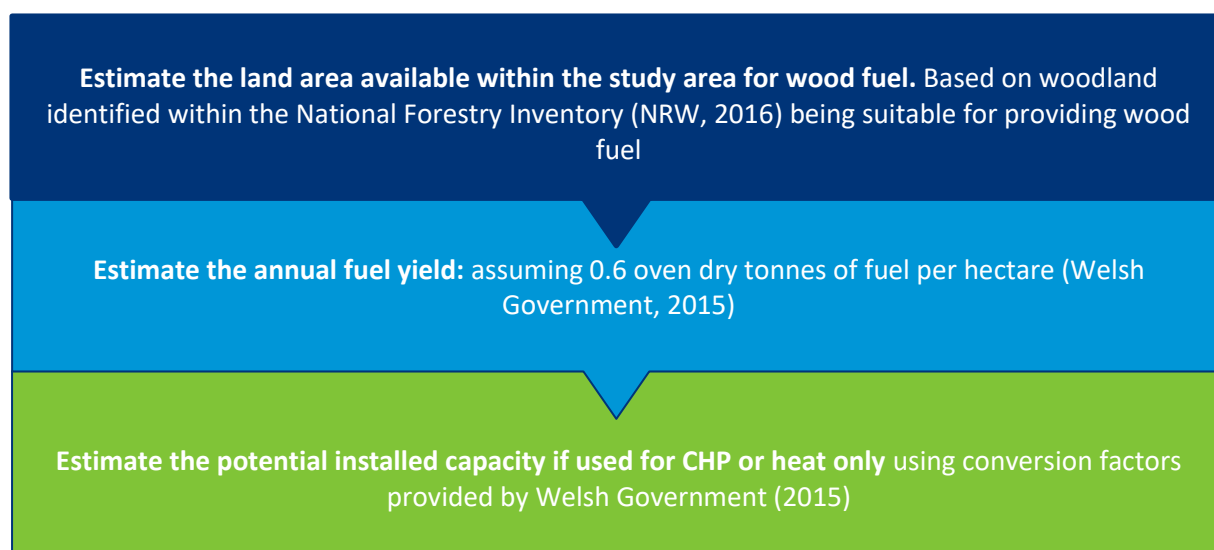 Estimate the land area available within the study area for wood fuel. Based on woodland
identified within the National Forestry Inventory (NRW, 2016) being suitable for providing wood
fuel
Estimate the annual fuel yield: assuming 0.6 oven dry tonnes of fuel per hectare (Welsh
Government, 2015)
Estimate the potential installed capacity if used for CHP or heat only using conversion factors
provided by Welsh Government (2015)